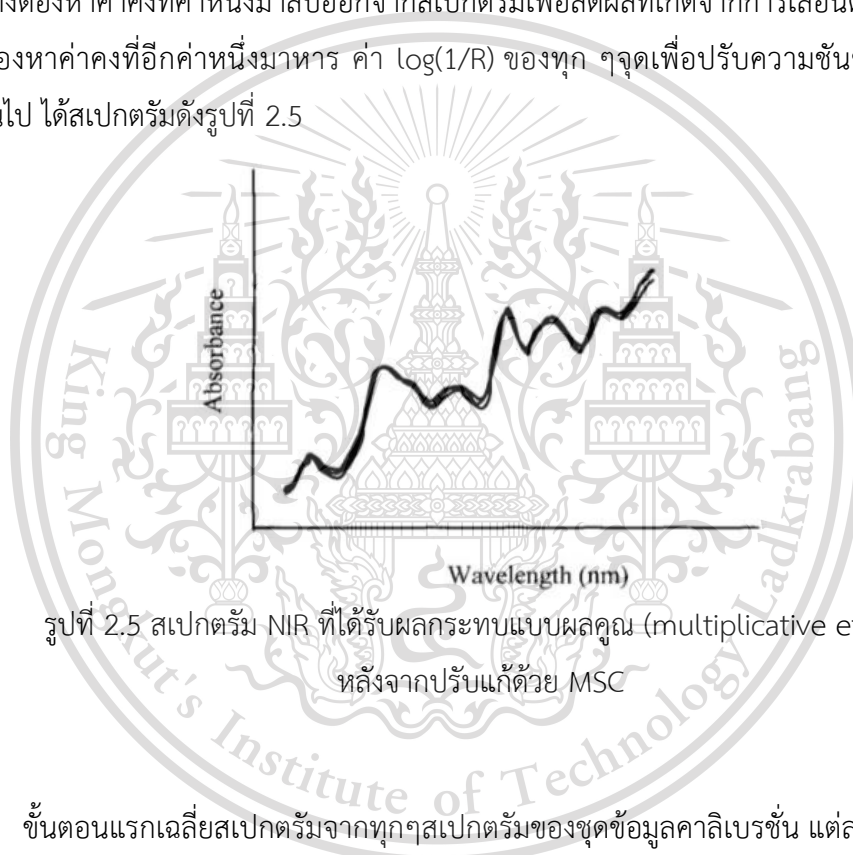 ต้องหาค่าคงที่ค่าหนึ่งมาลบออกจากสเปกตรัมเพื่อลดผลที่เกิดจากการเลื่อน
องหาค่าคงที่อีกค่าหนึ่งมาหาร ค่า log(1/R) ของทุก ๆจุดเพื่อปรับความชัน
นไป ได้สเปกตรัมดังรูปที่ 2.5
Absorbance
Wavelength (nm)
King Mongkut's Institute of Technology Ladkrabang
รูปที่ 2.5 สเปกตรัม NIR ที่ได้รับผลกระทบแบบผลคูณ (multiplicative e
หลังจากปรับแก้ด้วย MSC
ขั้นตอนแรกเฉลี่ยสเปกตรัมจากทุกๆสเปกตรัมของชุดข้อมูลคาลิเบรชั่น แต่ล